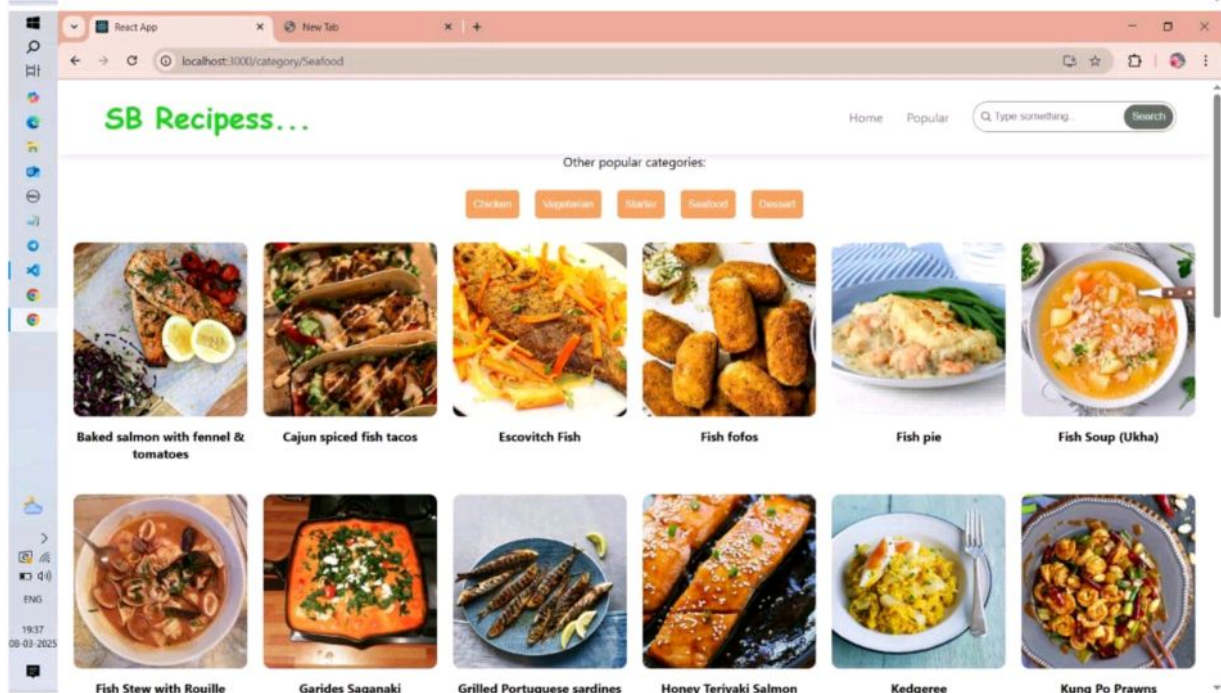 React App
New Tab
localhost:3000/category/Seafood
SB Recipess...
Home
Popular
Type something..
Search
Other popular categories:
Chicken
Vegetarian
Starter
Seafood
Dessert
Baked salmon with fennel &
tomatoes
Cajun spiced fish tacos
Escovitch Fish
Fish fofos
Fish pie
Fish Soup (Ukha)
Fish Stew with Rouille
Garides Saganaki
Grilled Portuguese sardines
Honey Teriyaki Salmon
Kedgeree
Kung Po Prawns
ENG
19:37
08-03-2025